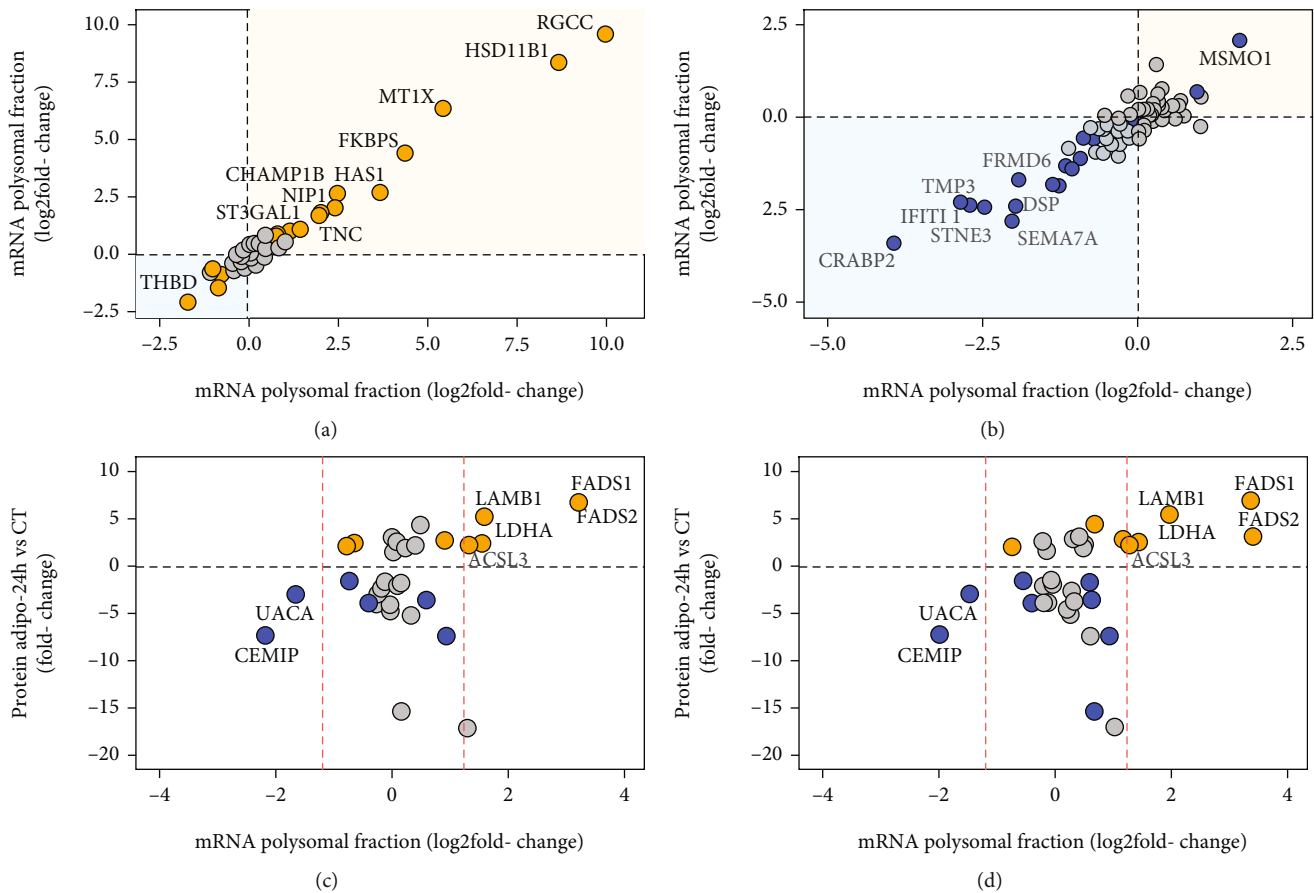 10.0
7.5
5.0
2.5
0.0
−2.5
mRNA polysomal fraction
(log2fold- change)
RGCC
HSD11B1
MT1X
FKBPS
CHAMP1B HAS1
NIP1
ST3GAL1
TNC
THBD
−2.5 0.0 2.5 5.0 7.5 10.0
mRNA polysomal fraction (log2fold- change)
(a)
2.5
0.0
2.5
−5.0
mRNA polysomal fraction
(log2fold- change)
MSMO1
FRMD6
TMP3
DSP
IFITI 1
STNE3
SEMA7A
CRABP2
−5.0 −2.5 0.0 2.5
mRNA polysomal fraction (log2fold- change)
(b)
10
5
0
−5
−10
−15
−20
Protein adipo-24h vs CT
(fold- change)
FADS1
LAMB1
FADS2
LDHA
ACSL3
UACA
CEMIP
−4 −2 0 2 4
mRNA polysomal fraction (log2fold- change)
(c)
10
5
0
−5
−10
−15
−20
Protein adipo-24h vs CT
(fold- change)
FADS1
LAMB1
FADS2
LDHA
ACSL3
UACA
CEMIP
−4 −2 0 2 4
mRNA polysomal fraction (log2fold- change)
(d)